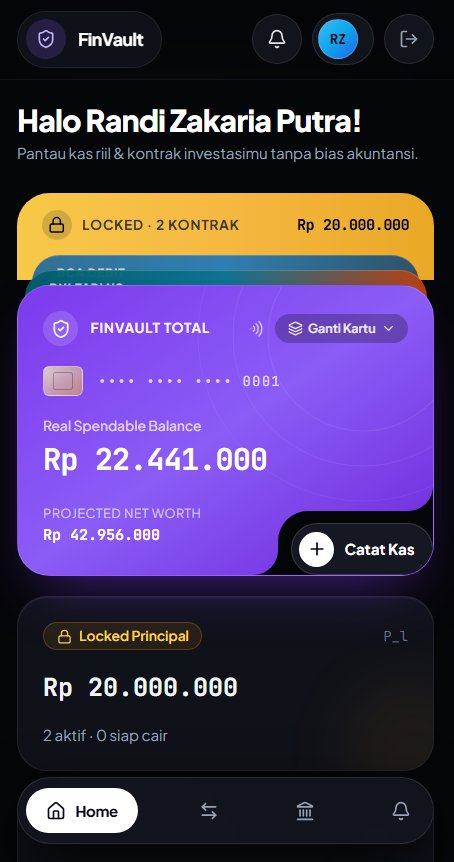 FinVault
RZ
Halo Randi Zakaria Putra!
Pantau kas riil & kontrak investasimu tanpa bias akuntansi.
LOCKED · 2 KONTRAK
Rp 20.000.000
FINVAULT TOTAL
Ganti Kartu
•••• •••• •••• 0001
Real Spendable Balance
Rp 22.441.000
PROJECTED NET WORTH
Rp 42.956.000
Catat Kas
Locked Principal
P_l
Rp 20.000.000
2 aktif · 0 siap cair
Home